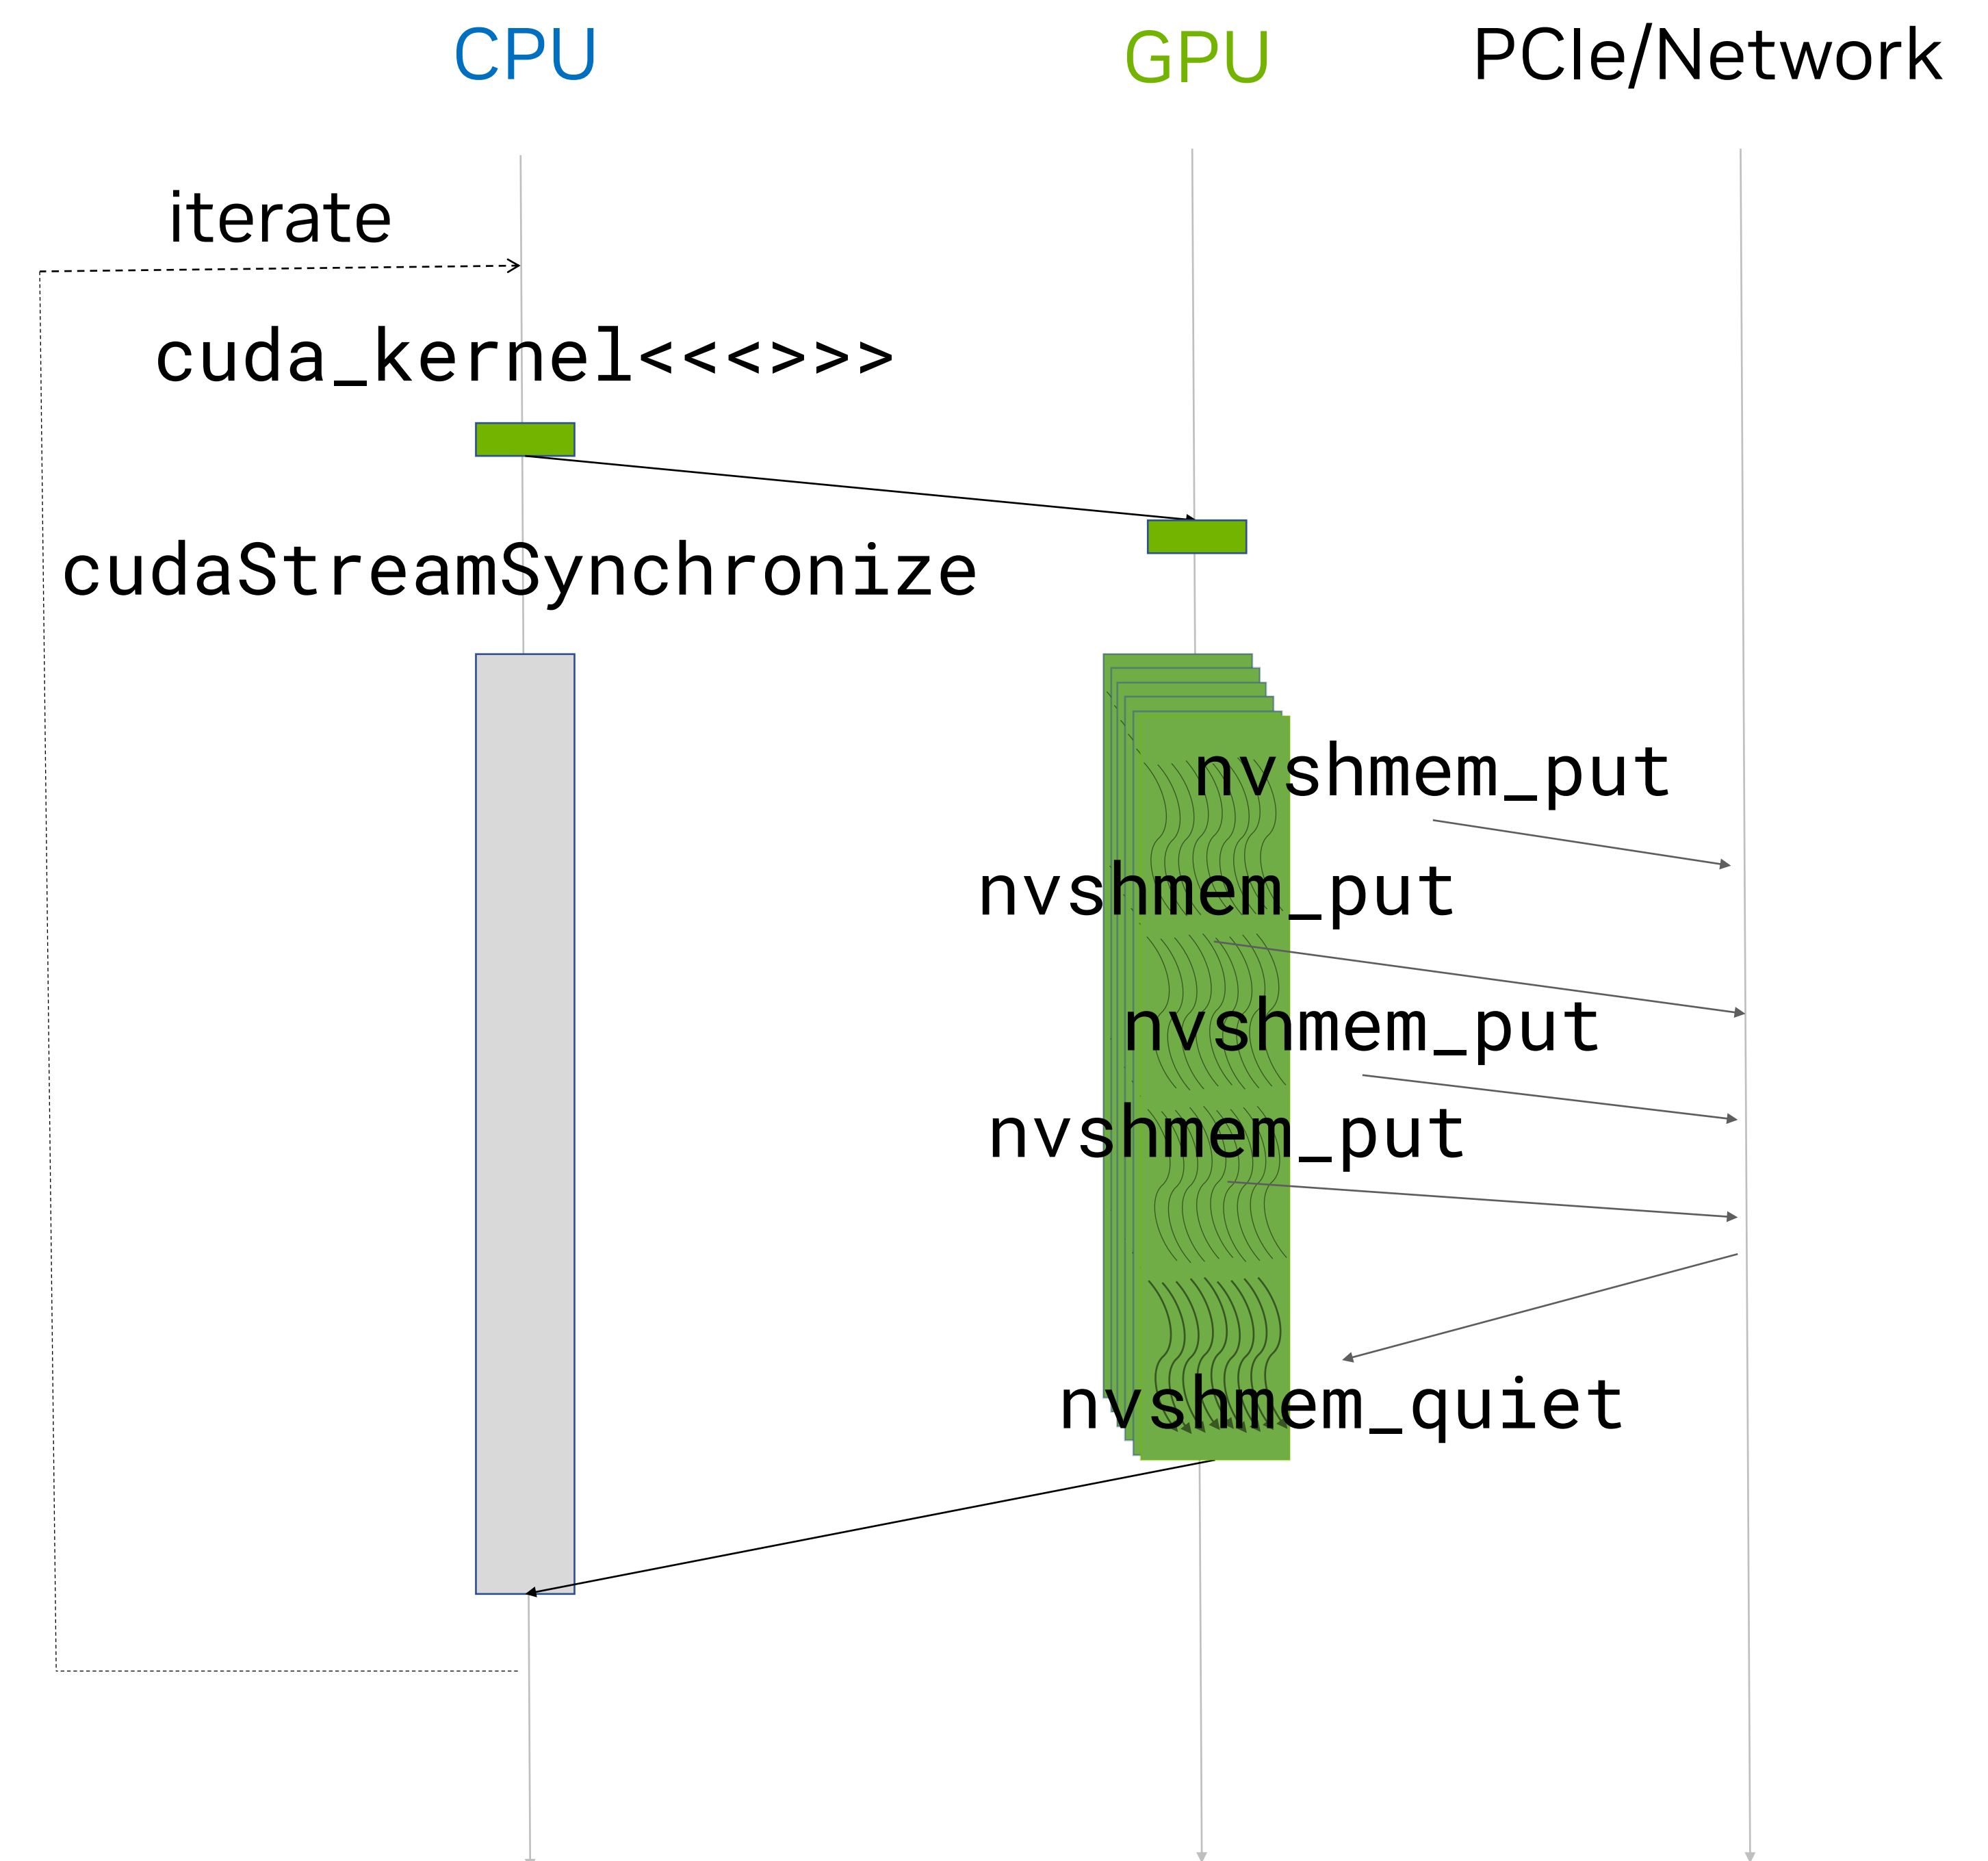 CPU
GPU
PCIe/Network
iterate
cuda_kernel<<<>>>
cudaStreamSynchronize
nvshmem_put
nvshmem_put
nvshmem_put
nvshmem_put
nvshmem_quiet